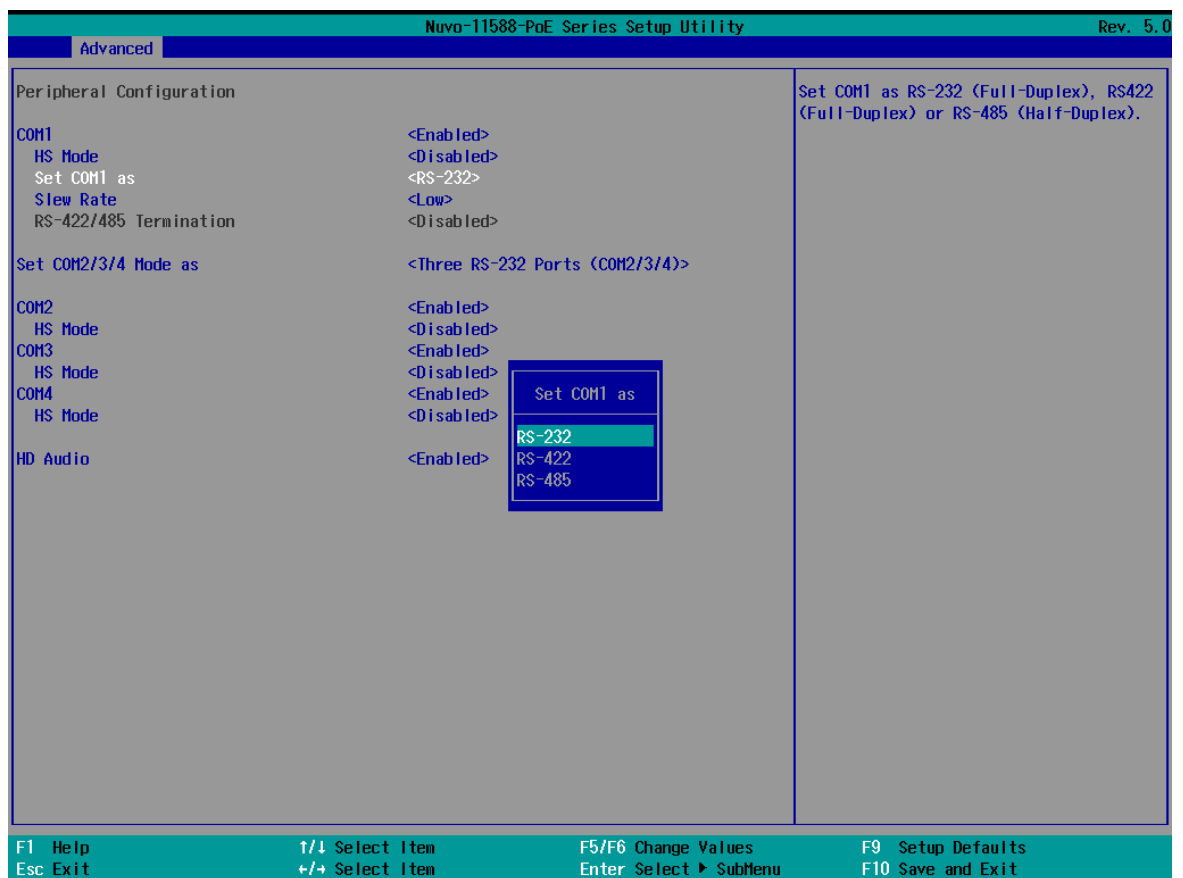 Nuvo-11588-PoE Series Setup Utility Rev. 5.0
Advanced
Peripheral Configuration
COM1 <Enabled>
HS Mode <Disabled>
Set COM1 as <RS-232>
Slew Rate <Low>
RS-422/485 Termination <Disabled>
Set COM2/3/4 Mode as <Three RS-232 Ports (COM2/3/4)>
COM2 <Enabled>
HS Mode <Disabled>
COM3 <Enabled>
HS Mode <Disabled>
COM4 <Enabled>
HS Mode <Disabled>
HD Audio <Enabled>
Set COM1 as
RS-232
RS-422
RS-485
Set COM1 as RS-232 (Full-Duplex), RS422
(Full-Duplex) or RS-485 (Half-Duplex).
F1 Help ↑/↓ Select Item F5/F6 Change Values F9 Setup Defaults
Esc Exit ←/→ Select Item Enter Select ▶ SubMenu F10 Save and Exit